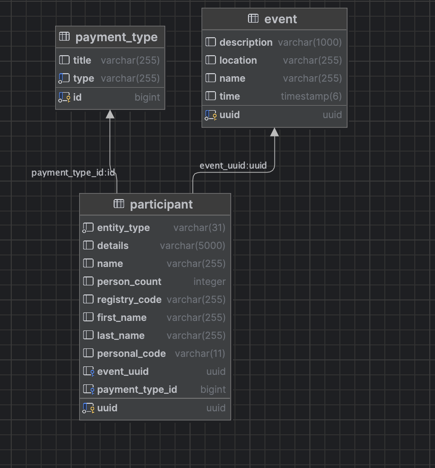 payment_type
title varchar(255)
type varchar(255)
id bigint
event
description varchar(1000)
location varchar(255)
name varchar(255)
time timestamp(6)
uuid uuid
payment_type_id:id
event_uuid:uuid
participant
entity_type varchar(31)
details varchar(5000)
name varchar(255)
person_count integer
registry_code varchar(255)
first_name varchar(255)
last_name varchar(255)
personal_code varchar(11)
event_uuid uuid
payment_type_id bigint
uuid uuid